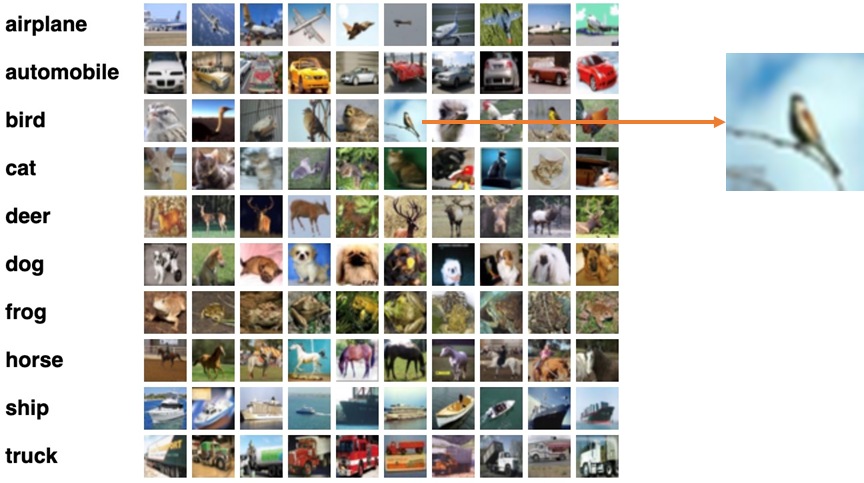 airplane
automobile
bird
cat
deer
dog
frog
horse
ship
truck